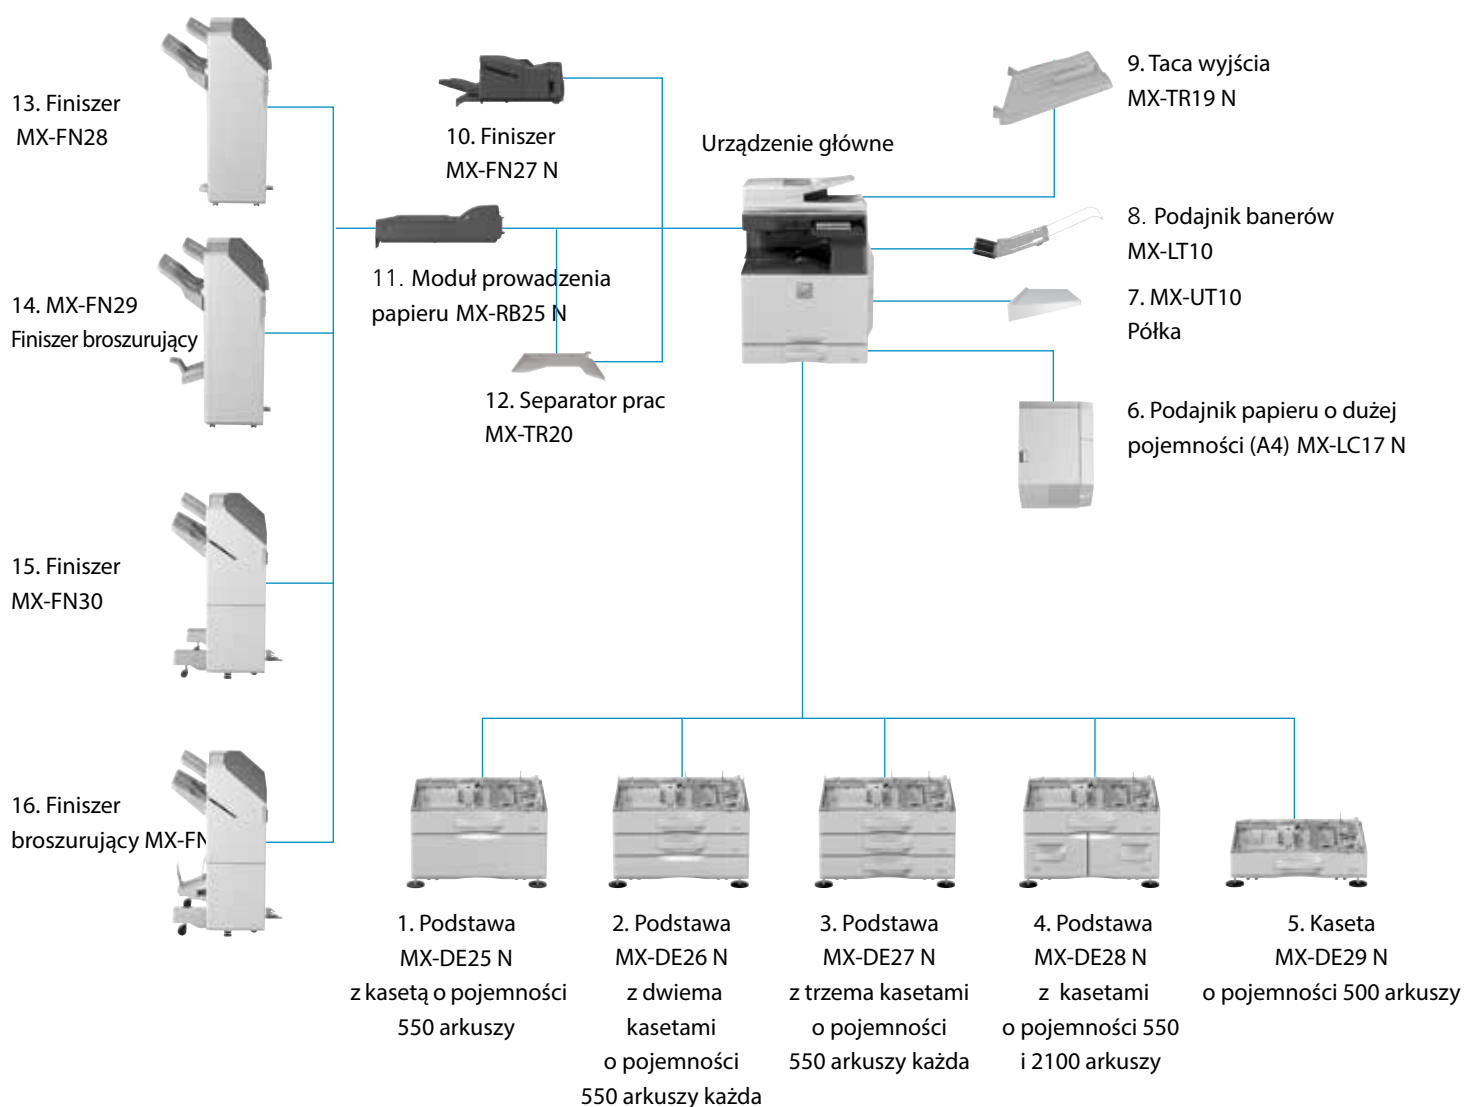 13. Finiszer
MX-FN28
10. Finiszer
MX-FN27 N
Urządzenie główne
9. Taca wyjścia
MX-TR19 N
8. Podajnik banerów
MX-LT10
7. MX-UT10
Półka
11. Moduł prowadzenia
papieru MX-RB25 N
14. MX-FN29
Finiszer broszurujący
12. Separator prac
MX-TR20
6. Podajnik papieru o dużej
pojemności (A4) MX-LC17 N
15. Finiszer
MX-FN30
16. Finiszer
broszurujący MX-FN
1. Podstawa
MX-DE25 N
z kasetą o pojemności
550 arkuszy
2. Podstawa
MX-DE26 N
z dwiema
kasetami
o pojemności
550 arkuszy każda
3. Podstawa
MX-DE27 N
z trzema kasetami
o pojemności
550 arkuszy każda
4. Podstawa
MX-DE28 N
z kasetami
o pojemności 550
i 2100 arkuszy
5. Kaseta
MX-DE29 N
o pojemności 500 arkuszy